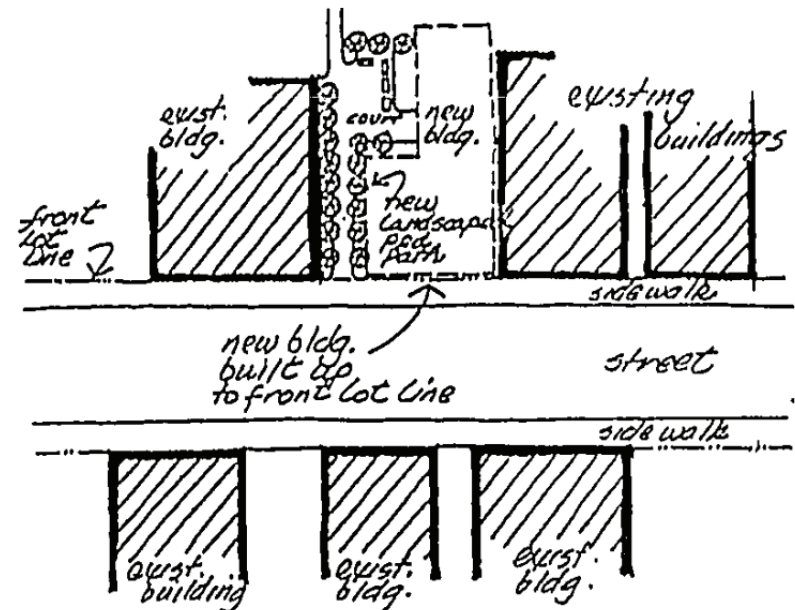 exist.
bldg.
court
new
bldg.
existing
buildings
front
lot
line
new
landscaped
ped
path
sidewalk
new bldg.
built up
to front lot line
street
sidewalk
exist.
building
exist.
bldg.
exist.
bldg.